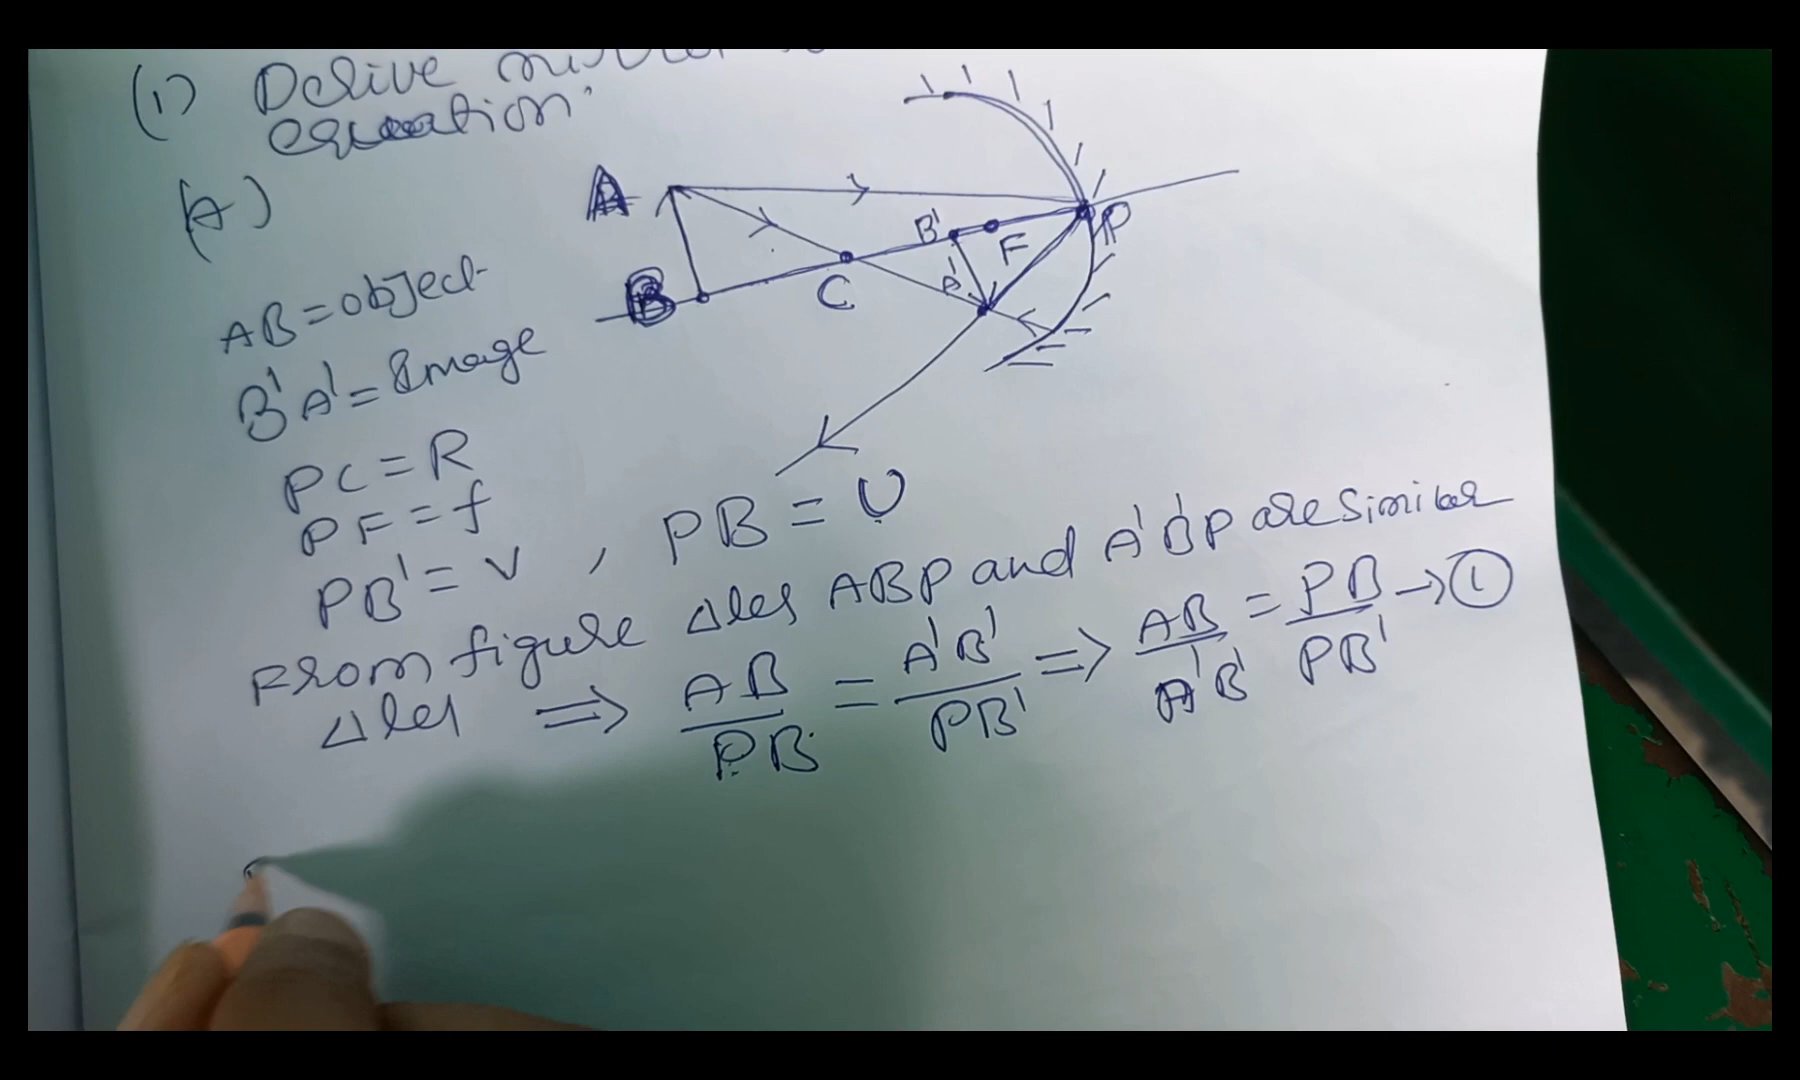 (1) Derive mirror
equation:
(A)
A
B
C
B'
A'
F
P
AB = object
B'A' = Image
PC = R
PF = f
PB' = V , PB = U
From figure Δles ABP and A'B'P are similar
Δles ⇒ AB/PB = A'B'/PB' ⇒ AB/A'B' = PB/PB' → ①